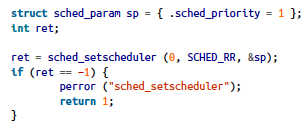 struct sched_param sp = { .sched_priority = 1 };
int ret;

ret = sched_setscheduler (0, SCHED_RR, &sp);
if (ret == –1) {
        perror ("sched_setscheduler");
        return 1;
}